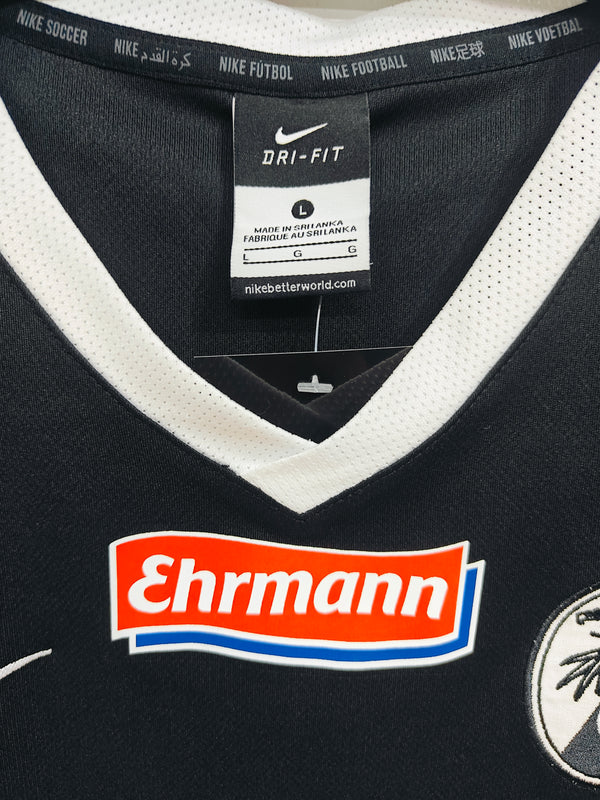 NIKE SOCCER NIKE كرة القدم NIKE FÚTBOL NIKE FOOTBALL NIKE足球 NIKE VOETBAL
DRI-FIT
L
MADE IN SRI LANKA
FABRIQUE AU SRI LANKA
L G G
nikebetterworld.com
Ehrmann